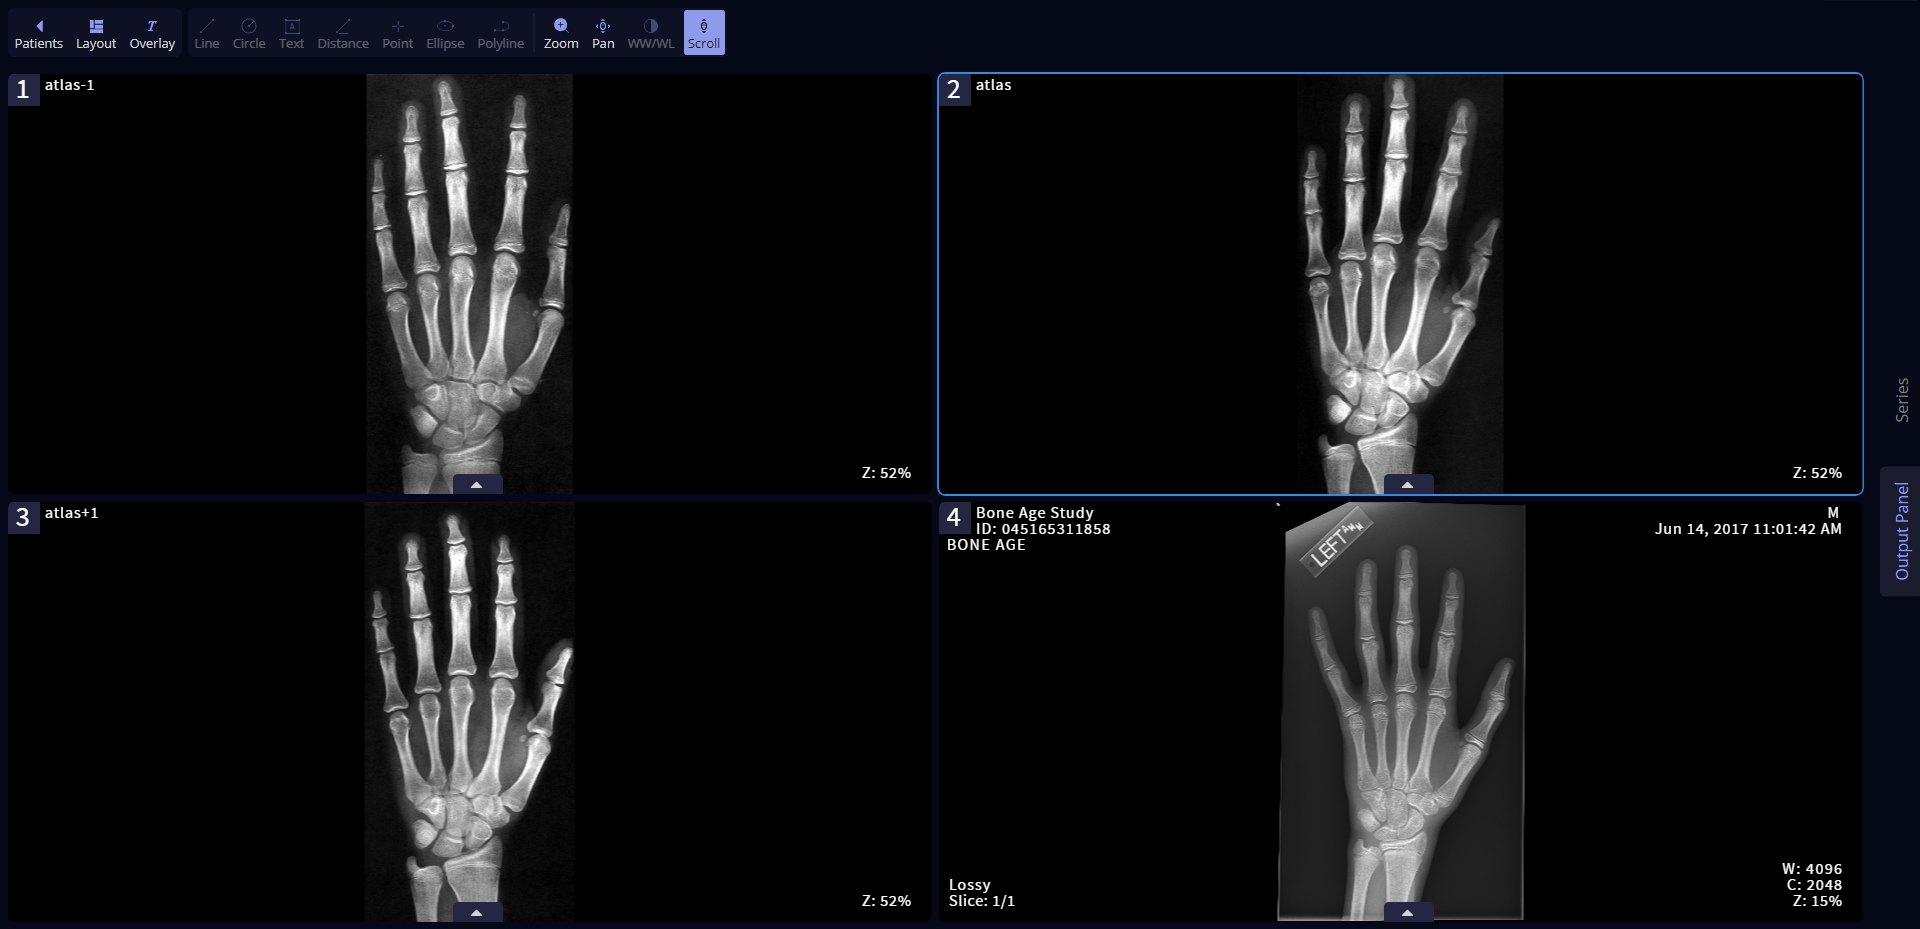 Patients Layout Overlay Line Circle Text Distance Point Ellipse Polyline Zoom Pan WW/WL Scroll
1 atlas-1
Z: 52%
2 atlas
Z: 52%
3 atlas+1
Z: 52%
4 Bone Age Study
ID: 045165311858
BONE AGE
M
Jun 14, 2017 11:01:42 AM
LEFT
Lossy
Slice: 1/1
W: 4096
C: 2048
Z: 15%
Series
Output Panel